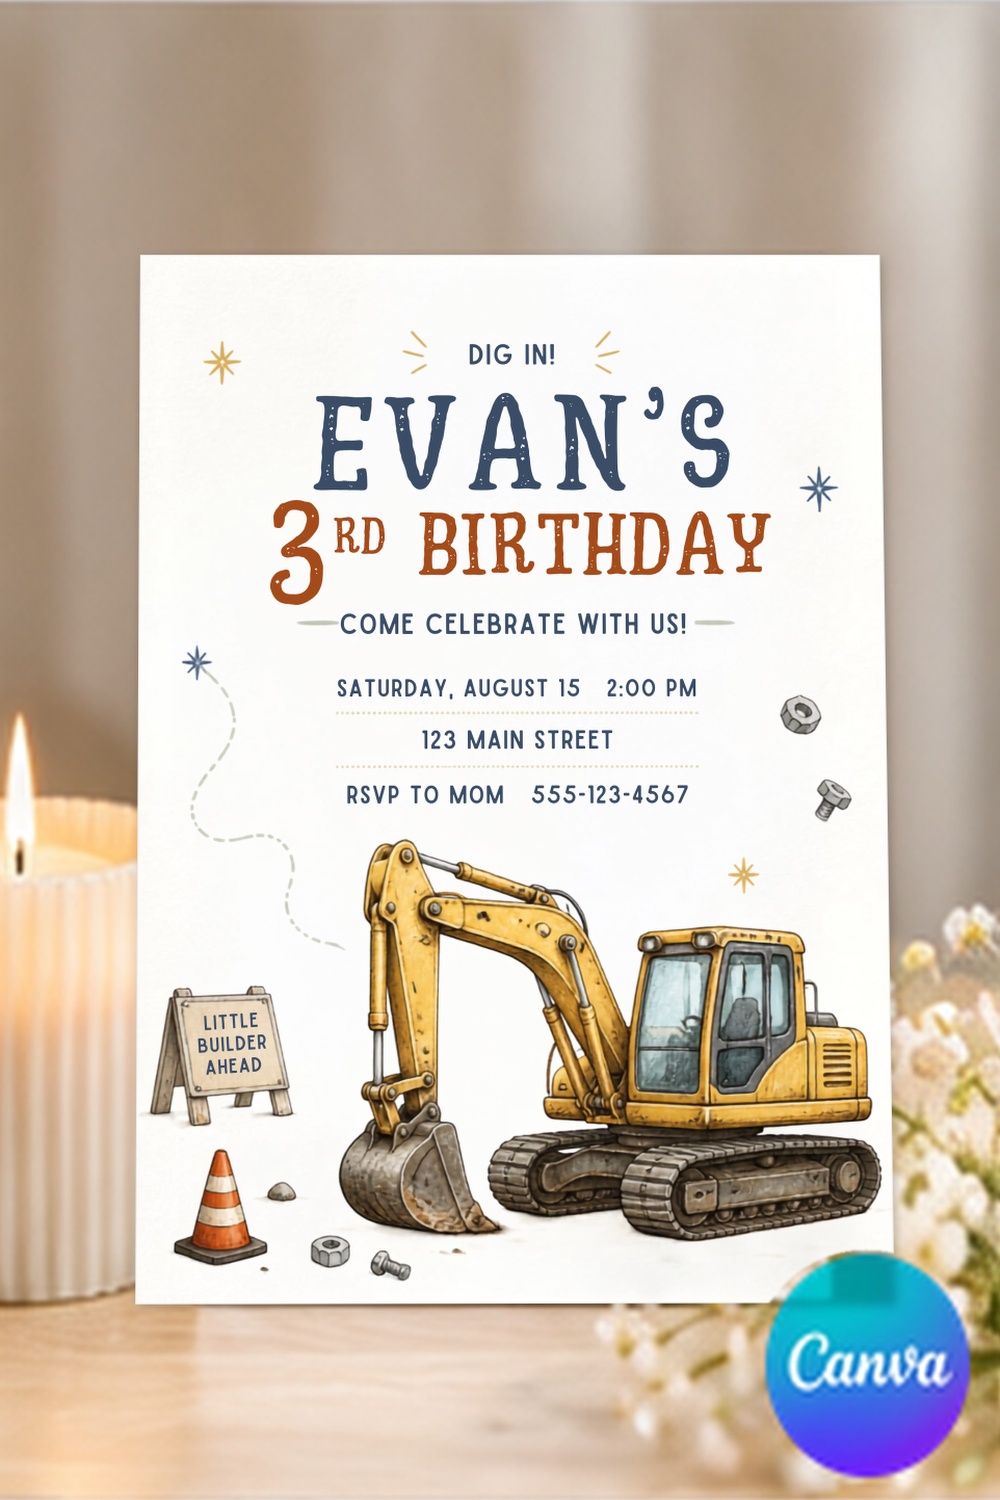 DIG IN!
EVAN'S
3RD BIRTHDAY
COME CELEBRATE WITH US!
SATURDAY, AUGUST 15 2:00 PM
123 MAIN STREET
RSVP TO MOM 555-123-4567
LITTLE
BUILDER
AHEAD
Canva